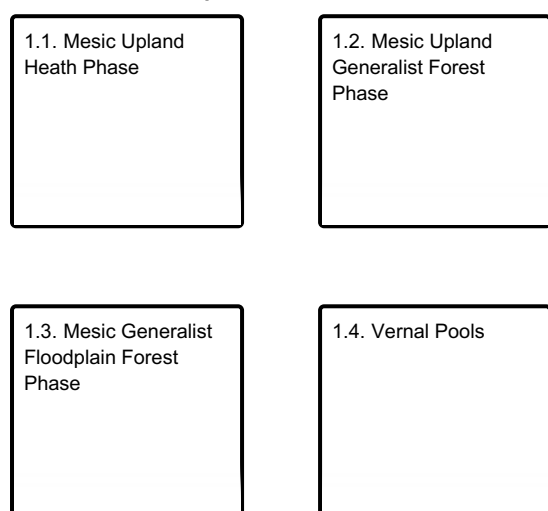 1.1. Mesic Upland
Heath Phase
1.2. Mesic Upland
Generalist Forest
Phase
1.3. Mesic Generalist
Floodplain Forest
Phase
1.4. Vernal Pools